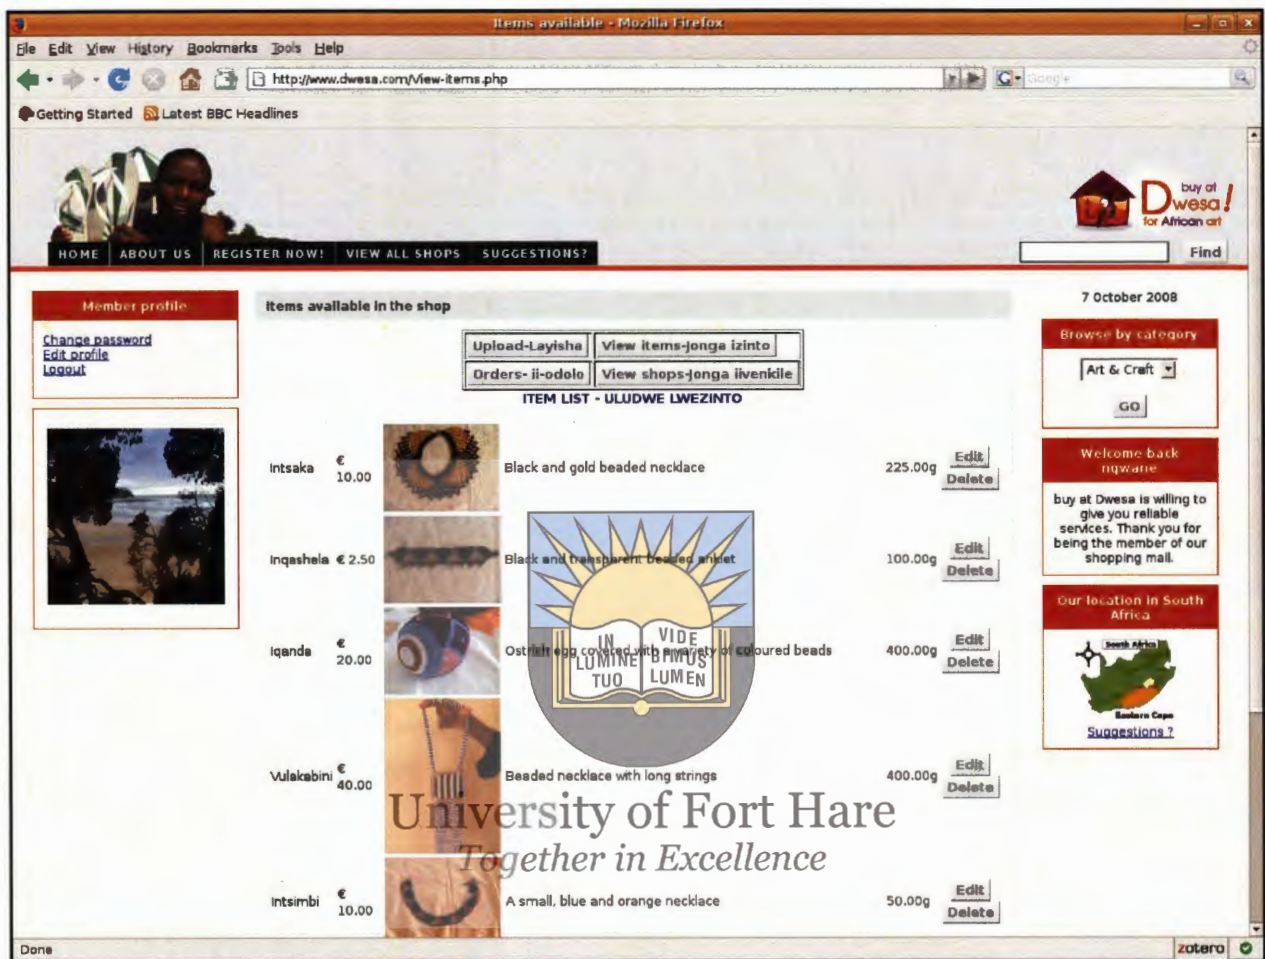 Items available - Mozilla Firefox
File Edit View History Bookmarks Tools Help
http://www.dwesa.com/View-items.php
G Google
Getting Started Latest BBC Headlines
buy at
Dwesa!
for African art
HOME ABOUT US REGISTER NOW! VIEW ALL SHOPS SUGGESTIONS?
Find
Member profile
Change password
Edit profile
Logout
Items available in the shop
Upload-Layisha View items-jonga izinto
Orders- ii-odolo View shops-jonga iivenkile
ITEM LIST - ULUDWE LWEZINTO
Intsaka € 10.00 Black and gold beaded necklace 225.00g Edit Delete
Inqashela € 2.50 Black and transparent beaded anklet 100.00g Edit Delete
Iqanda € 20.00 Ostrich egg covered with a variety of coloured beads 400.00g Edit Delete
Vulakabini € 40.00 Beaded necklace with long strings 400.00g Edit Delete
Intsimbi € 10.00 A small, blue and orange necklace 50.00g Edit Delete
IN LUMINE TUO
VIDE BIMUS LUMEN
University of Fort Hare
Together in Excellence
7 October 2008
Browse by category
Art & Craft
GO
Welcome back
nqwane
buy at Dwesa is willing to
give you reliable
services. Thank you for
being the member of our
shopping mall.
Our location in South
Africa
South Africa
Eastern Cape
Suggestions ?
Done
zotero